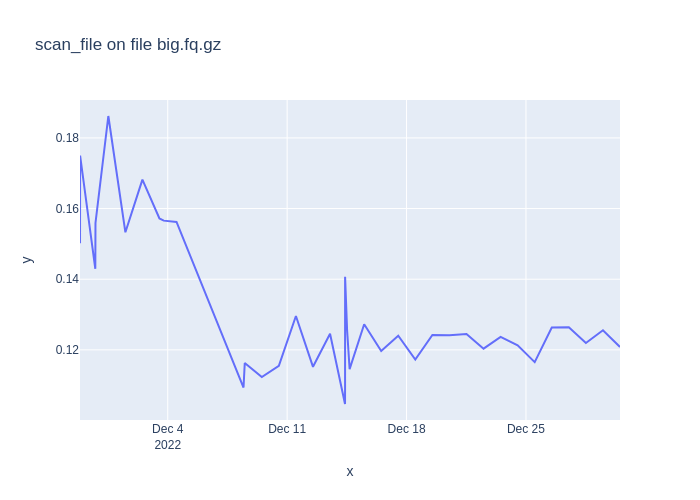 scan_file on file big.fq.gz
0.18
0.16
0.14
0.12
y
Dec 4
2022
Dec 11
Dec 18
Dec 25
x